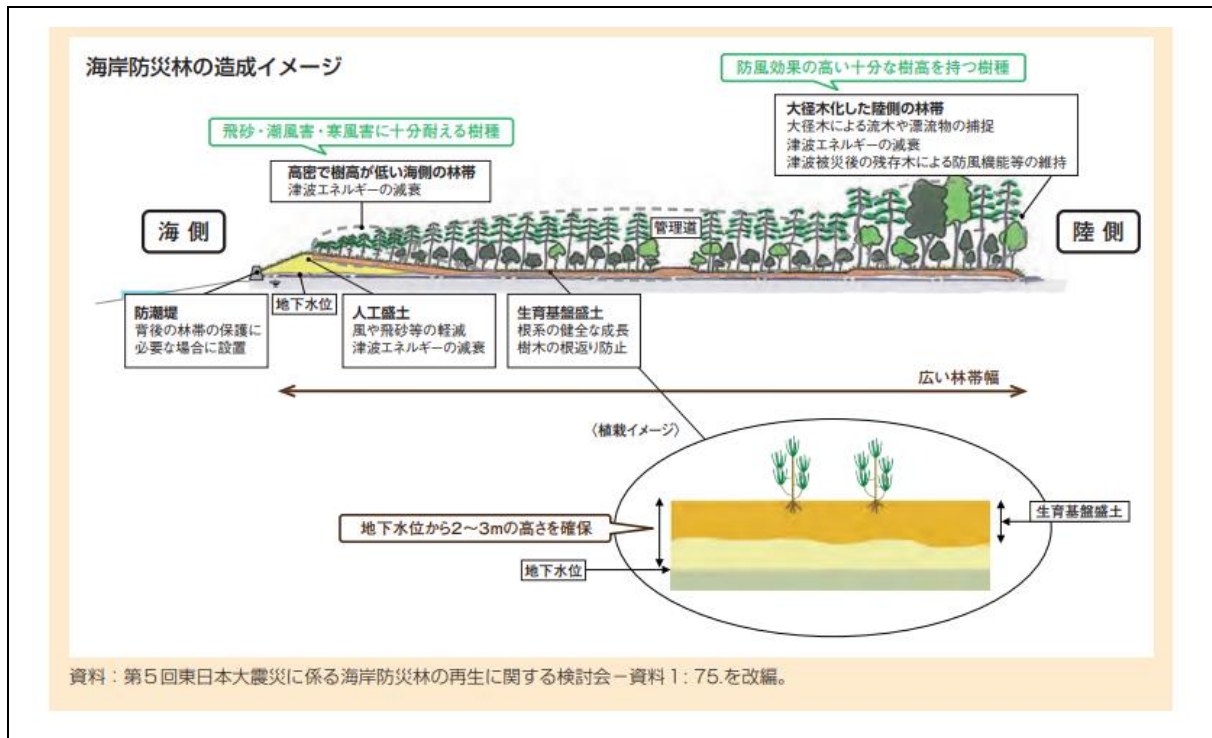 海岸防災林の造成イメージ
防風効果の高い十分な樹高を持つ樹種
大径木化した陸側の林帯
大径木による流木や漂流物の捕捉
津波エネルギーの減衰
津波被災後の残存木による防風機能等の維持
飛砂・潮風害・寒風害に十分耐える樹種
高密で樹高が低い海側の林帯
津波エネルギーの減衰
海側
管理道
陸側
防潮堤
背後の林帯の保護に
必要な場合に設置
地下水位
人工盛土
風や飛砂等の軽減
津波エネルギーの減衰
生育基盤盛土
根系の健全な成長
樹木の根返り防止
広い林帯幅
〈植栽イメージ〉
地下水位から2〜3mの高さを確保
生育基盤盛土
地下水位
資料：第5回東日本大震災に係る海岸防災林の再生に関する検討会－資料1：75.を改編。